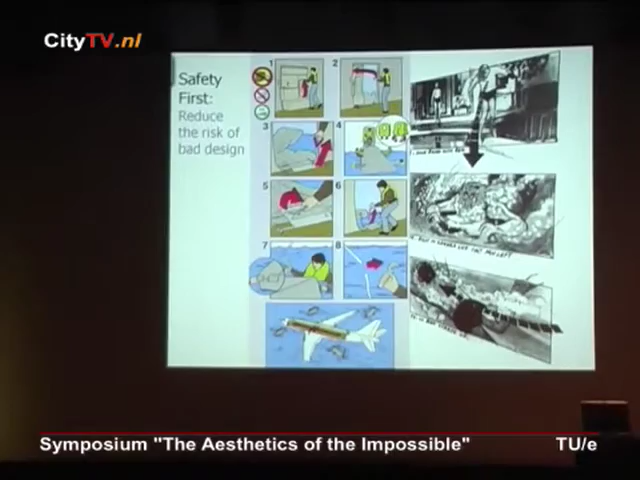 CityTV.nl
Safety
First:
Reduce
the risk of
bad design
1
2
3
4
5
6
7
8
Symposium "The Aesthetics of the Impossible"
TU/e